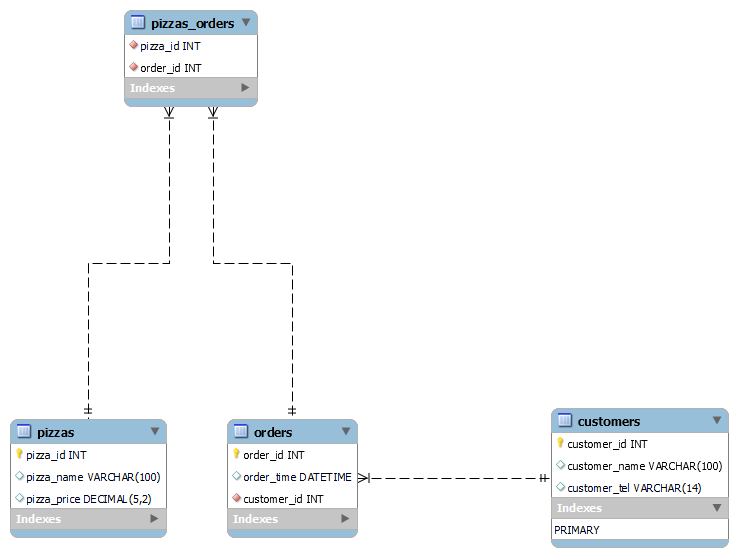 pizzas_orders
pizza_id INT
order_id INT
Indexes
pizzas
pizza_id INT
pizza_name VARCHAR(100)
pizza_price DECIMAL(5,2)
Indexes
orders
order_id INT
order_time DATETIME
customer_id INT
Indexes
customers
customer_id INT
customer_name VARCHAR(100)
customer_tel VARCHAR(14)
Indexes
PRIMARY